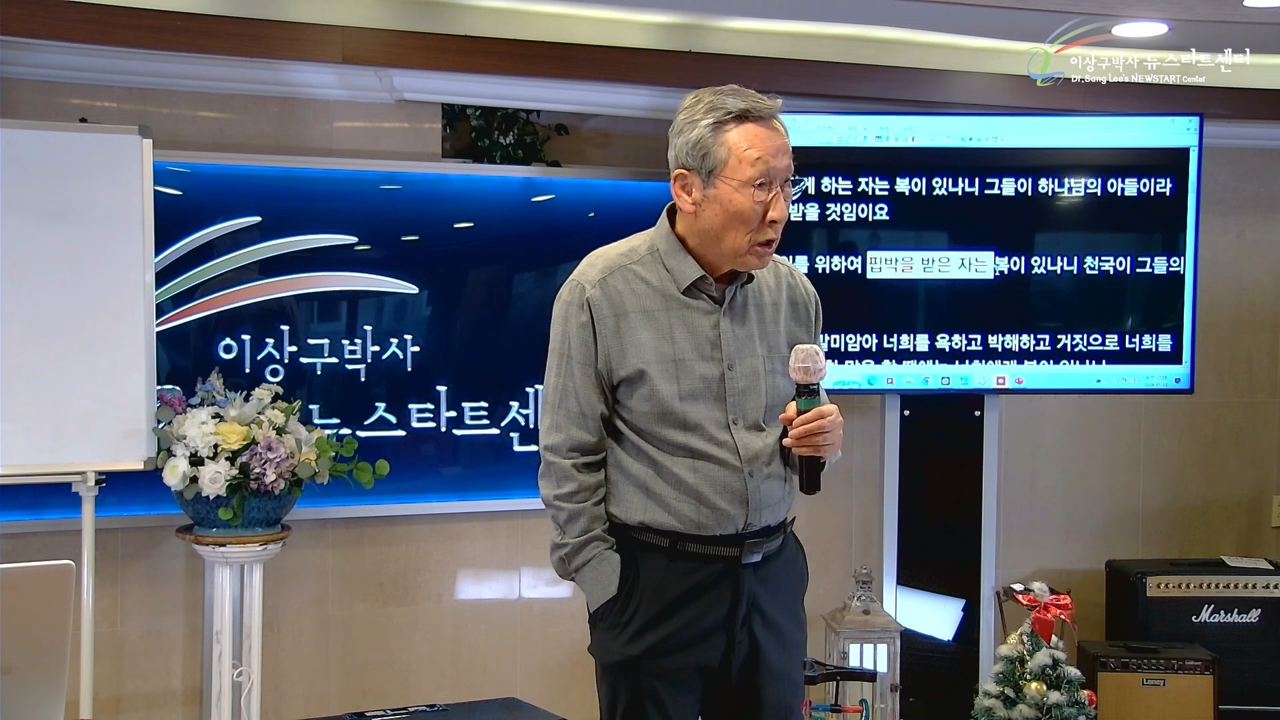 이상구박사 뉴스타트센터
Dr. Sang Lee's NEWSTART Center
게 하는 자는 복이 있나니 그들이 하나님의 아들이라
받을 것임이요
를 위하여 핍박을 받은 자는 복이 있나니 천국이 그들의
말미암아 너희를 욕하고 박해하고 거짓으로 너희를
이상구박사
뉴스타트센
Marshall
Laney